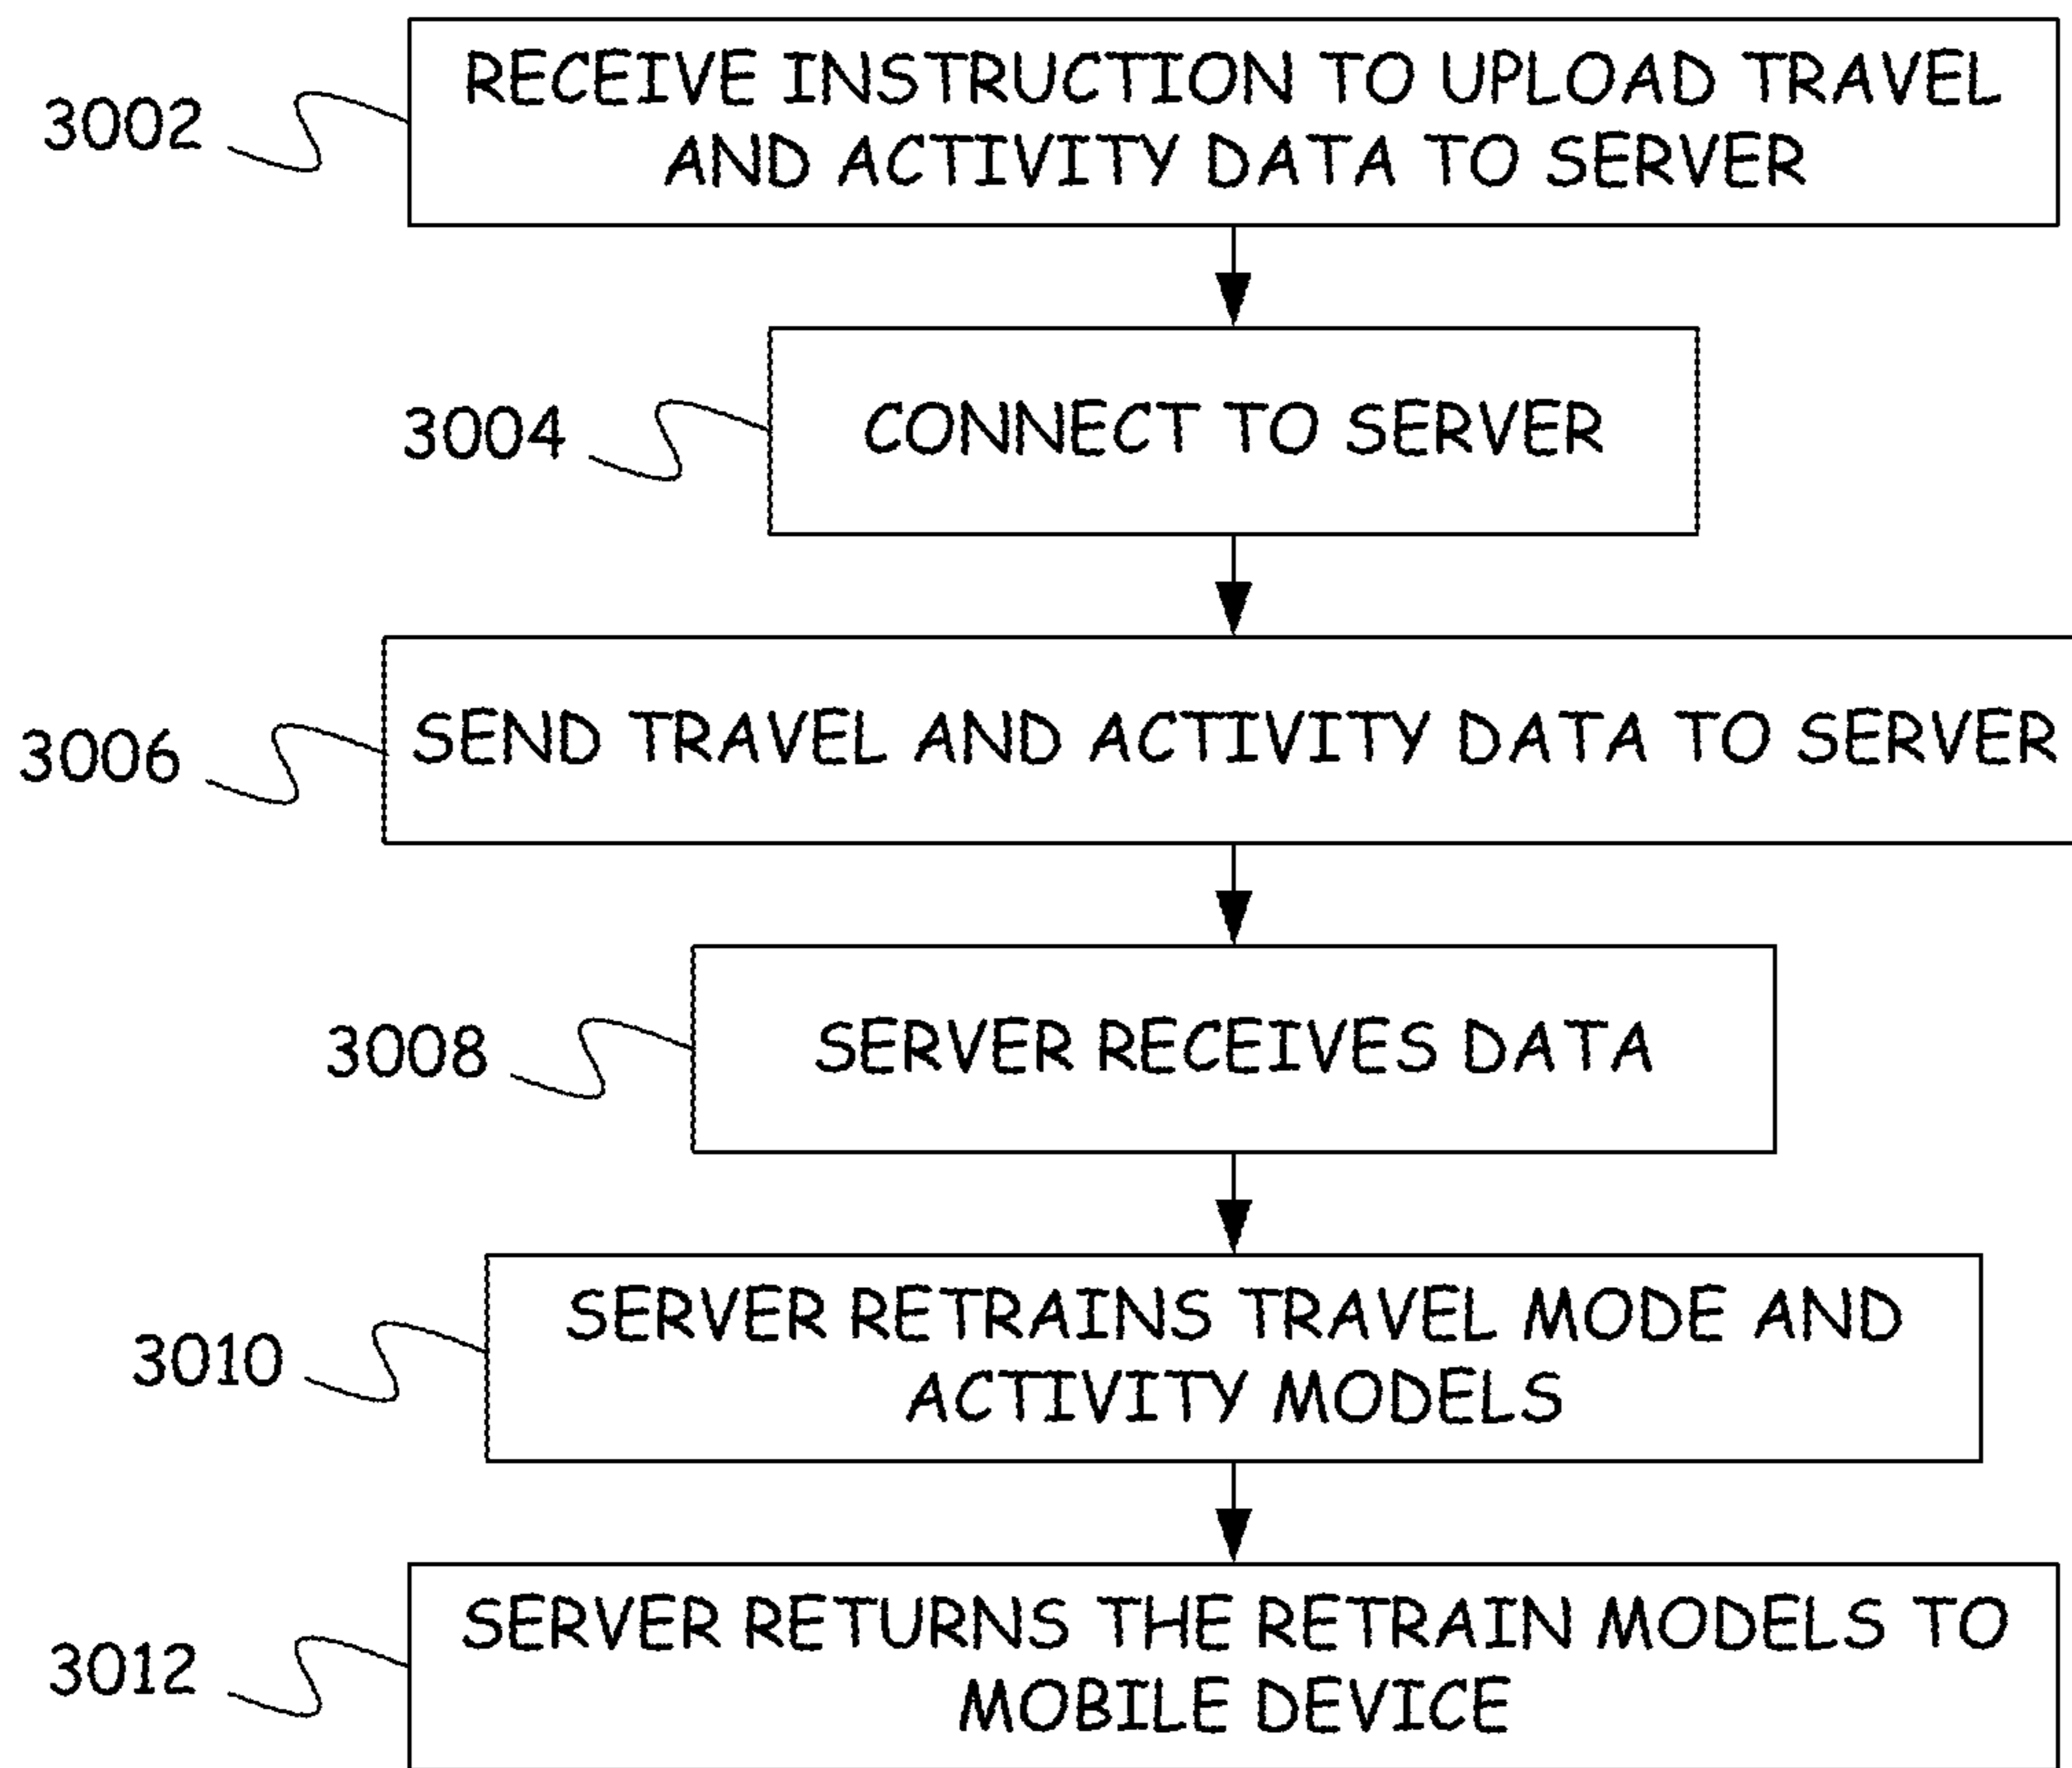 3002
RECEIVE INSTRUCTION TO UPLOAD TRAVEL
AND ACTIVITY DATA TO SERVER
3004
CONNECT TO SERVER
3006
SEND TRAVEL AND ACTIVITY DATA TO SERVER
3008
SERVER RECEIVES DATA
3010
SERVER RETRAINS TRAVEL MODE AND
ACTIVITY MODELS
3012
SERVER RETURNS THE RETRAIN MODELS TO
MOBILE DEVICE